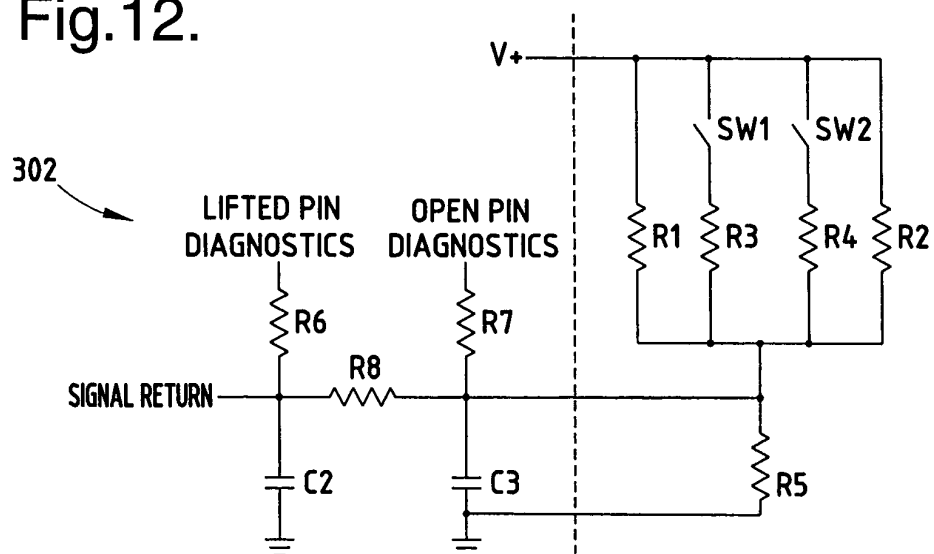 Fig.12.
V+
SW1
SW2
302
LIFTED PIN
DIAGNOSTICS
OPEN PIN
DIAGNOSTICS
R1
R3
R4
R2
R6
R7
R8
SIGNAL RETURN
C2
C3
R5